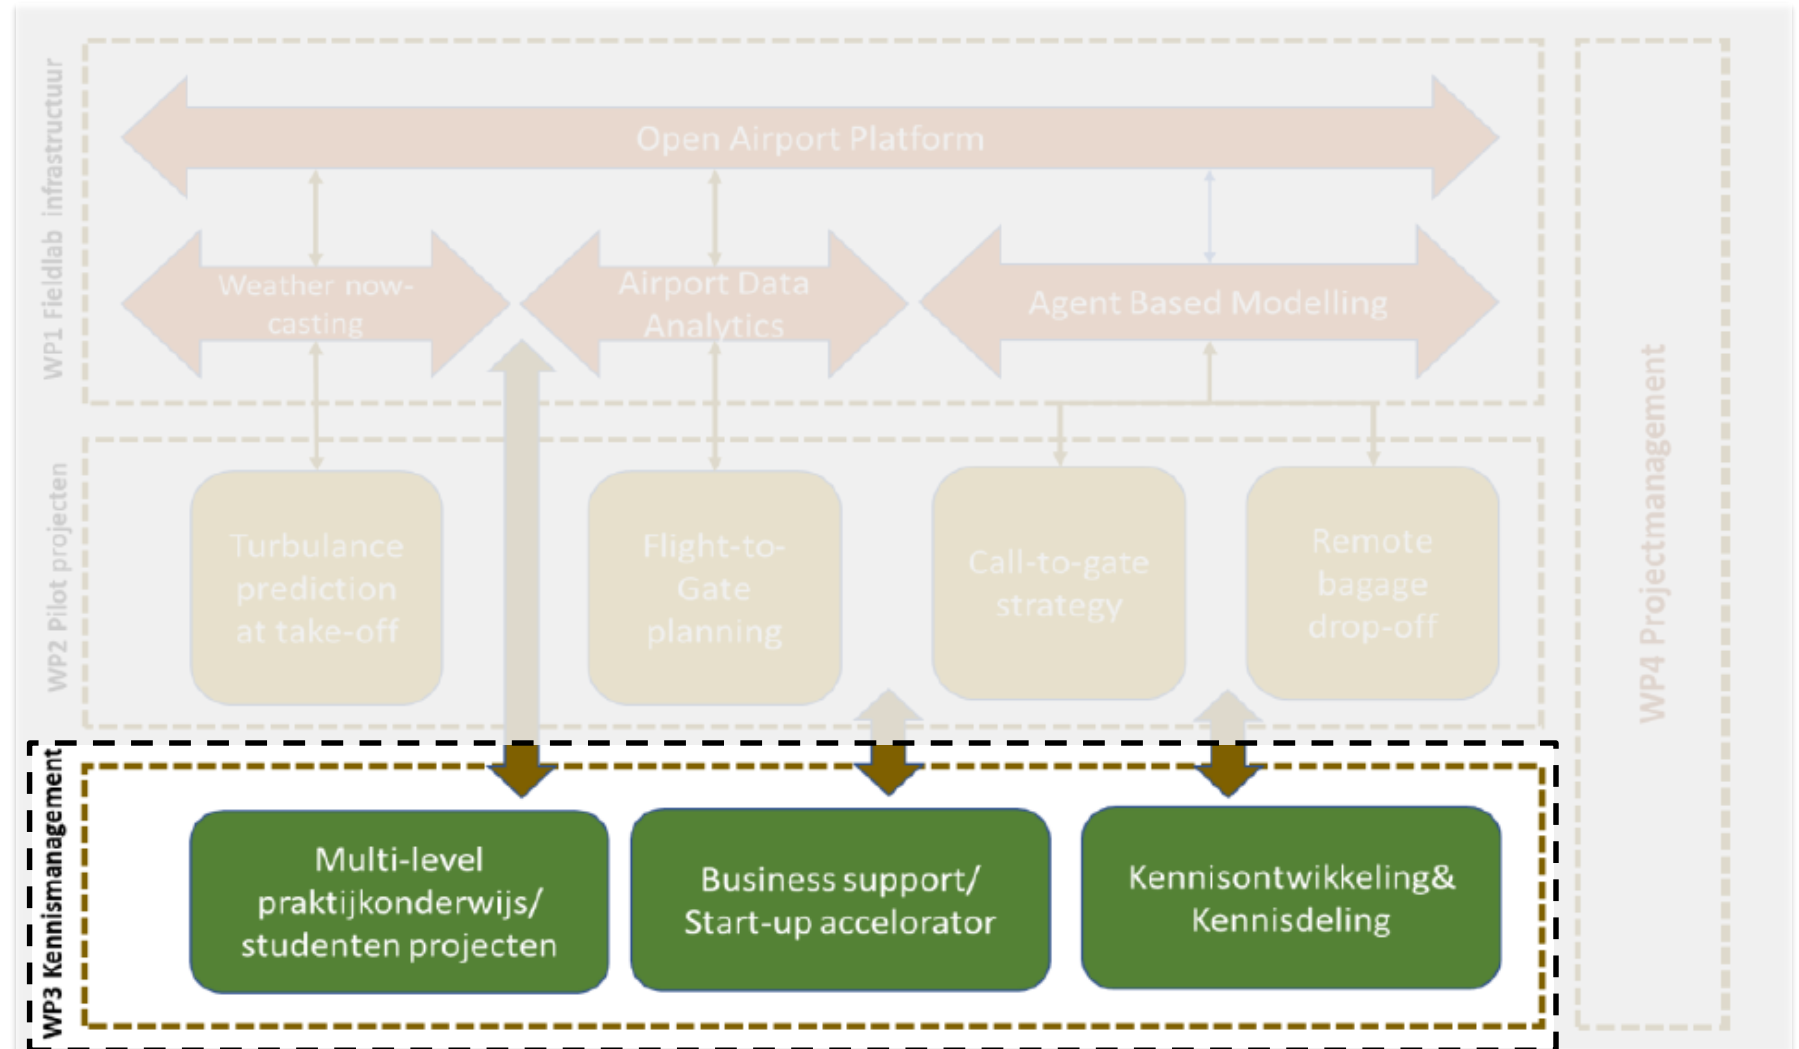 WP1 Fieldlab infrastructuur
Open Airport Platform
Weather now-
casting
Airport Data
Analytics
Agent Based Modelling
WP2 Pilot projecten
Turbulance
prediction
at take-off
Flight-to-
Gate
planning
Call-to-gate
strategy
Remote
bagage
drop-off
WP3 Kennismanagement
Multi-level
praktijkonderwijs/
studenten projecten
Business support/
Start-up accelorator
Kennisontwikkeling&
Kennisdeling
WP4 Projectmanagement